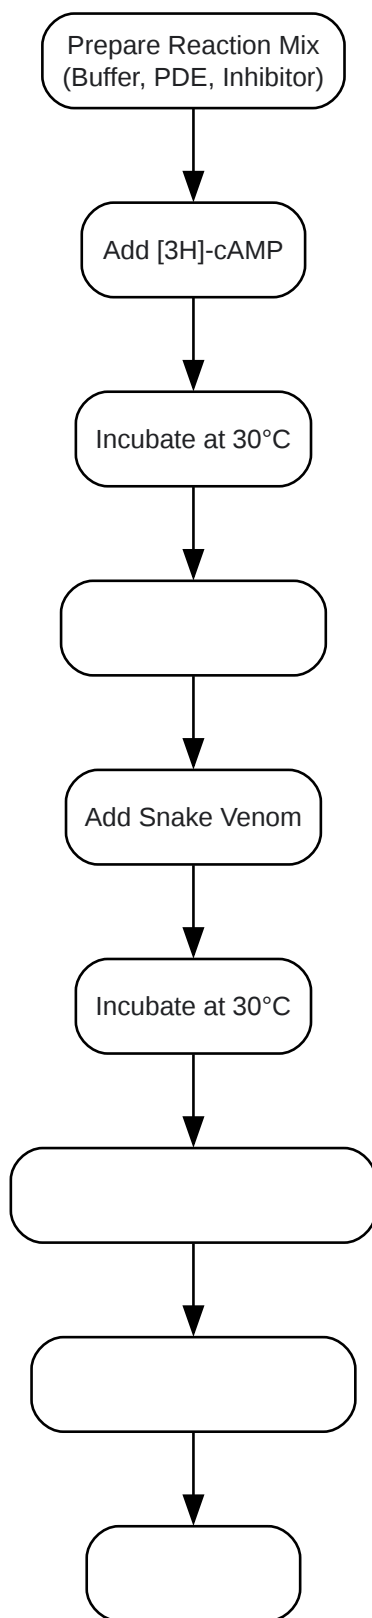 Prepare Reaction Mix
(Buffer, PDE, Inhibitor)
Add [3H]-cAMP
Incubate at 30°C
Add Snake Venom
Incubate at 30°C